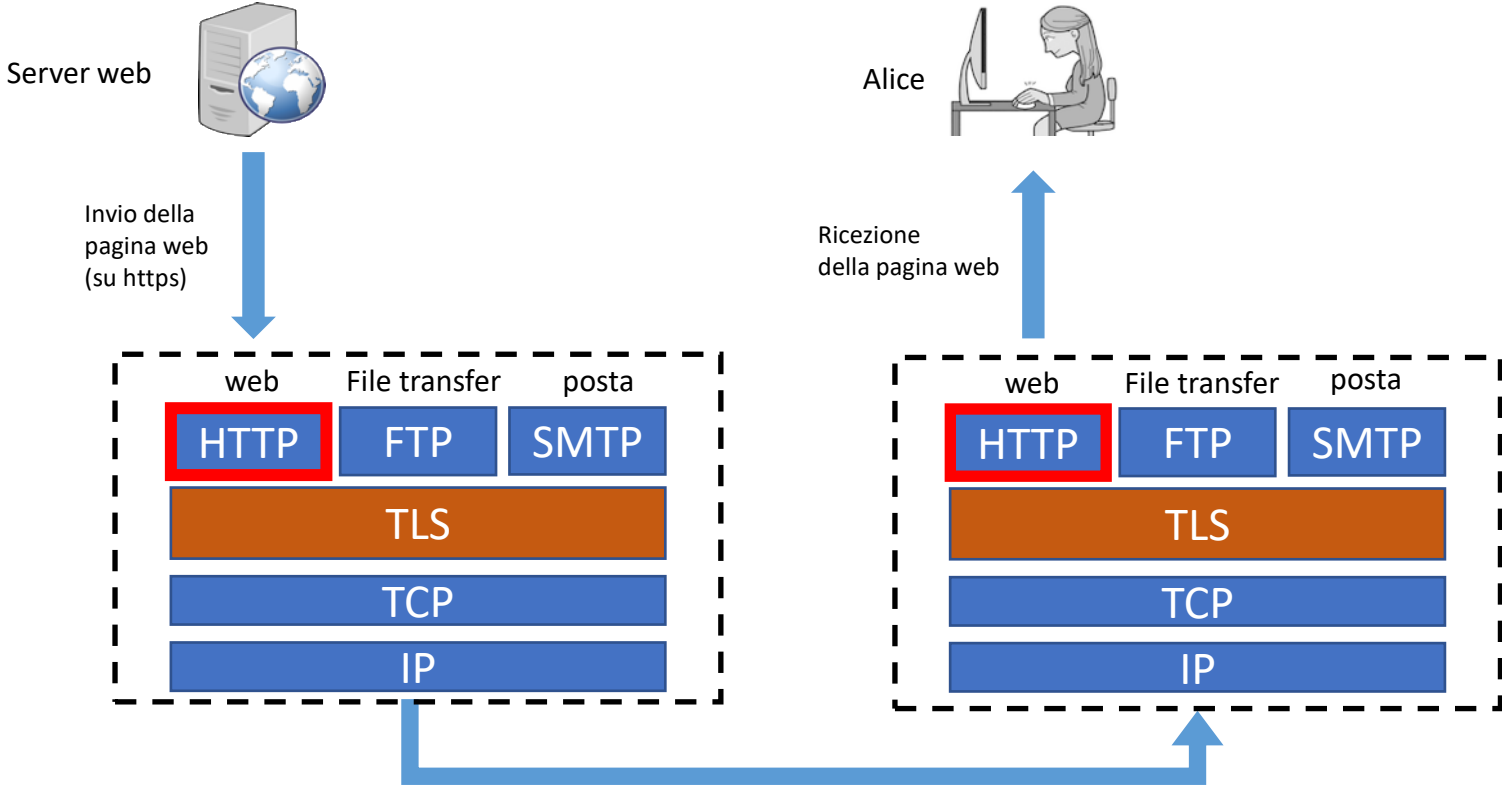 Server web
Alice
Invio della
pagina web
(su https)
Ricezione
della pagina web
web File transfer posta
HTTP FTP SMTP
TLS
TCP
IP
web File transfer posta
HTTP FTP SMTP
TLS
TCP
IP